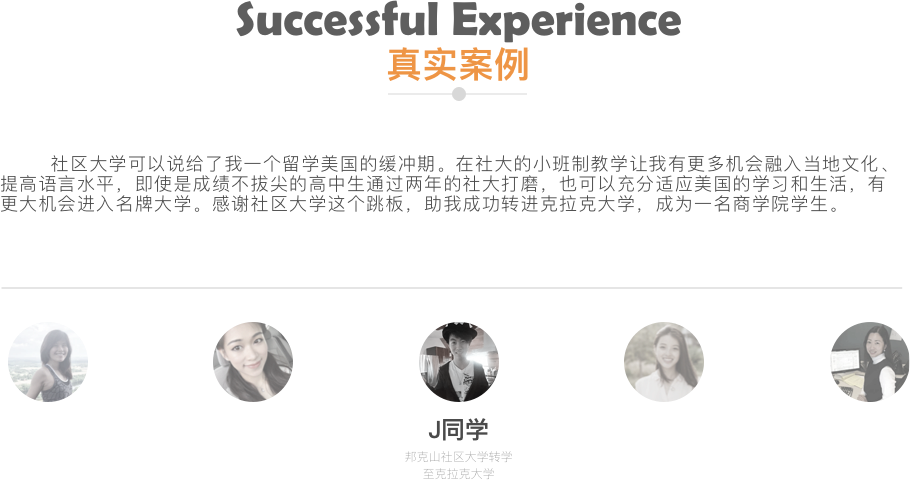 Successful Experience
真实案例
社区大学可以说给了我一个留学美国的缓冲期。在社大的小班制教学让我有更多机会融入当地文化、
提高语言水平，即使是成绩不拔尖的高中生通过两年的社大打磨，也可以充分适应美国的学习和生活，有
更大机会进入名牌大学。感谢社区大学这个跳板，助我成功转进克拉克大学，成为一名商学院学生。
J同学
邦克山社区大学转学
至克拉克大学